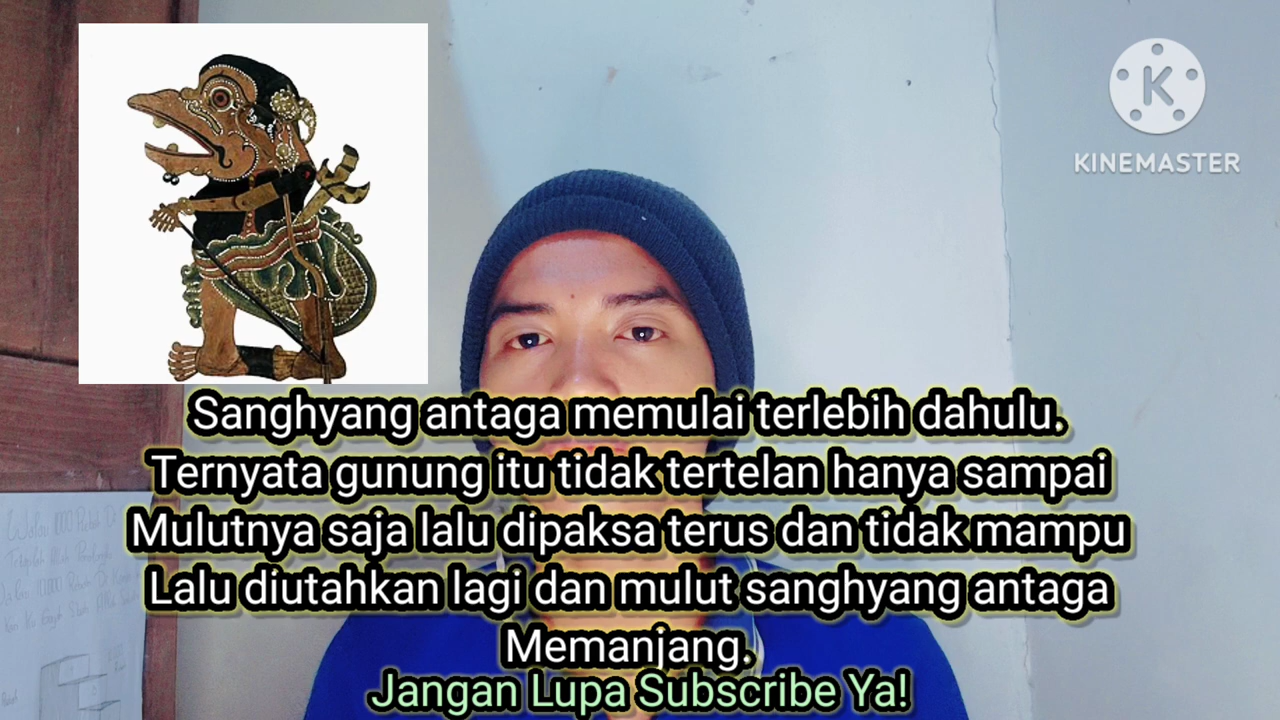 KINEMASTER
Sanghyang antaga memulai terlebih dahulu.
Ternyata gunung itu tidak tertelan hanya sampai
Mulutnya saja lalu dipaksa terus dan tidak mampu
Lalu diutahkan lagi dan mulut sanghyang antaga
Memanjang.
Jangan Lupa Subscribe Ya!